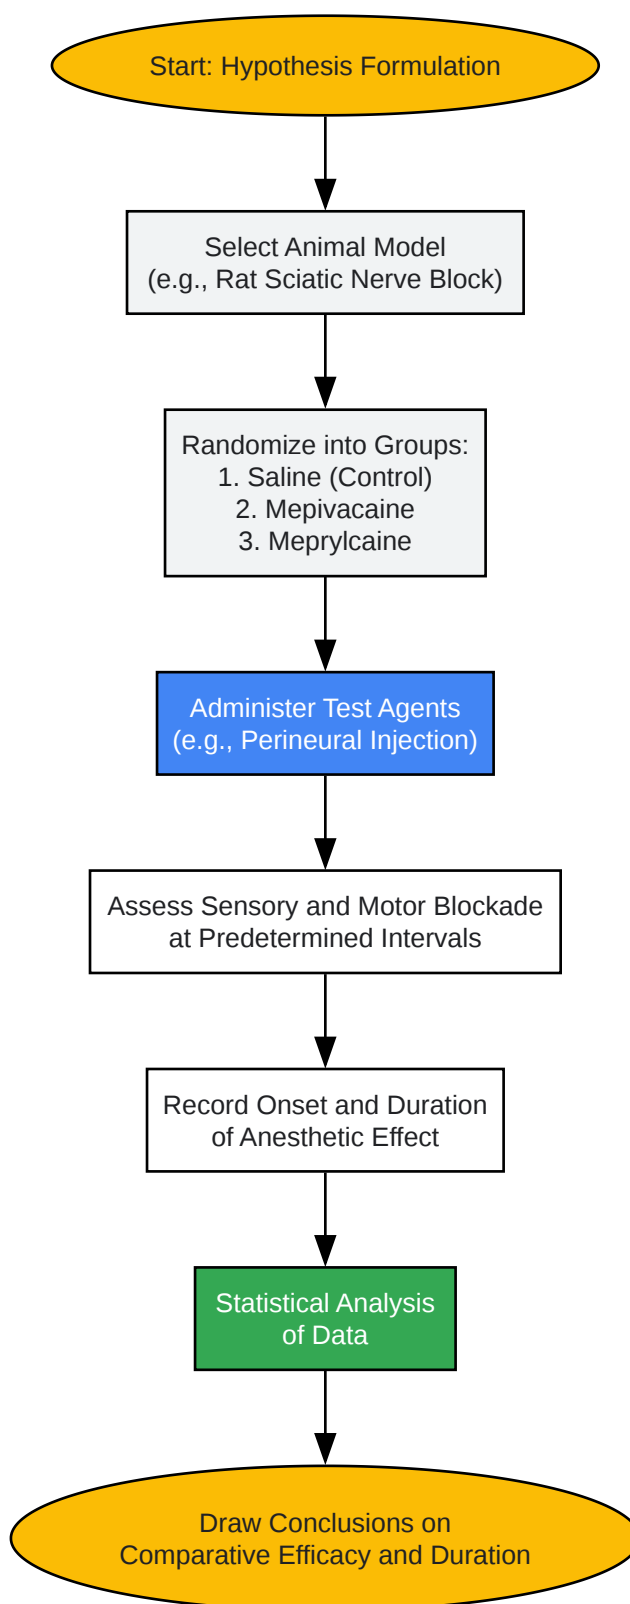 Start: Hypothesis Formulation
Select Animal Model
(e.g., Rat Sciatic Nerve Block)
Randomize into Groups:
1. Saline (Control)
2. Mepivacaine
3. Meprylcaine
Administer Test Agents
(e.g., Perineural Injection)
Assess Sensory and Motor Blockade
at Predetermined Intervals
Record Onset and Duration
of Anesthetic Effect
Statistical Analysis
of Data
Draw Conclusions on
Comparative Efficacy and Duration